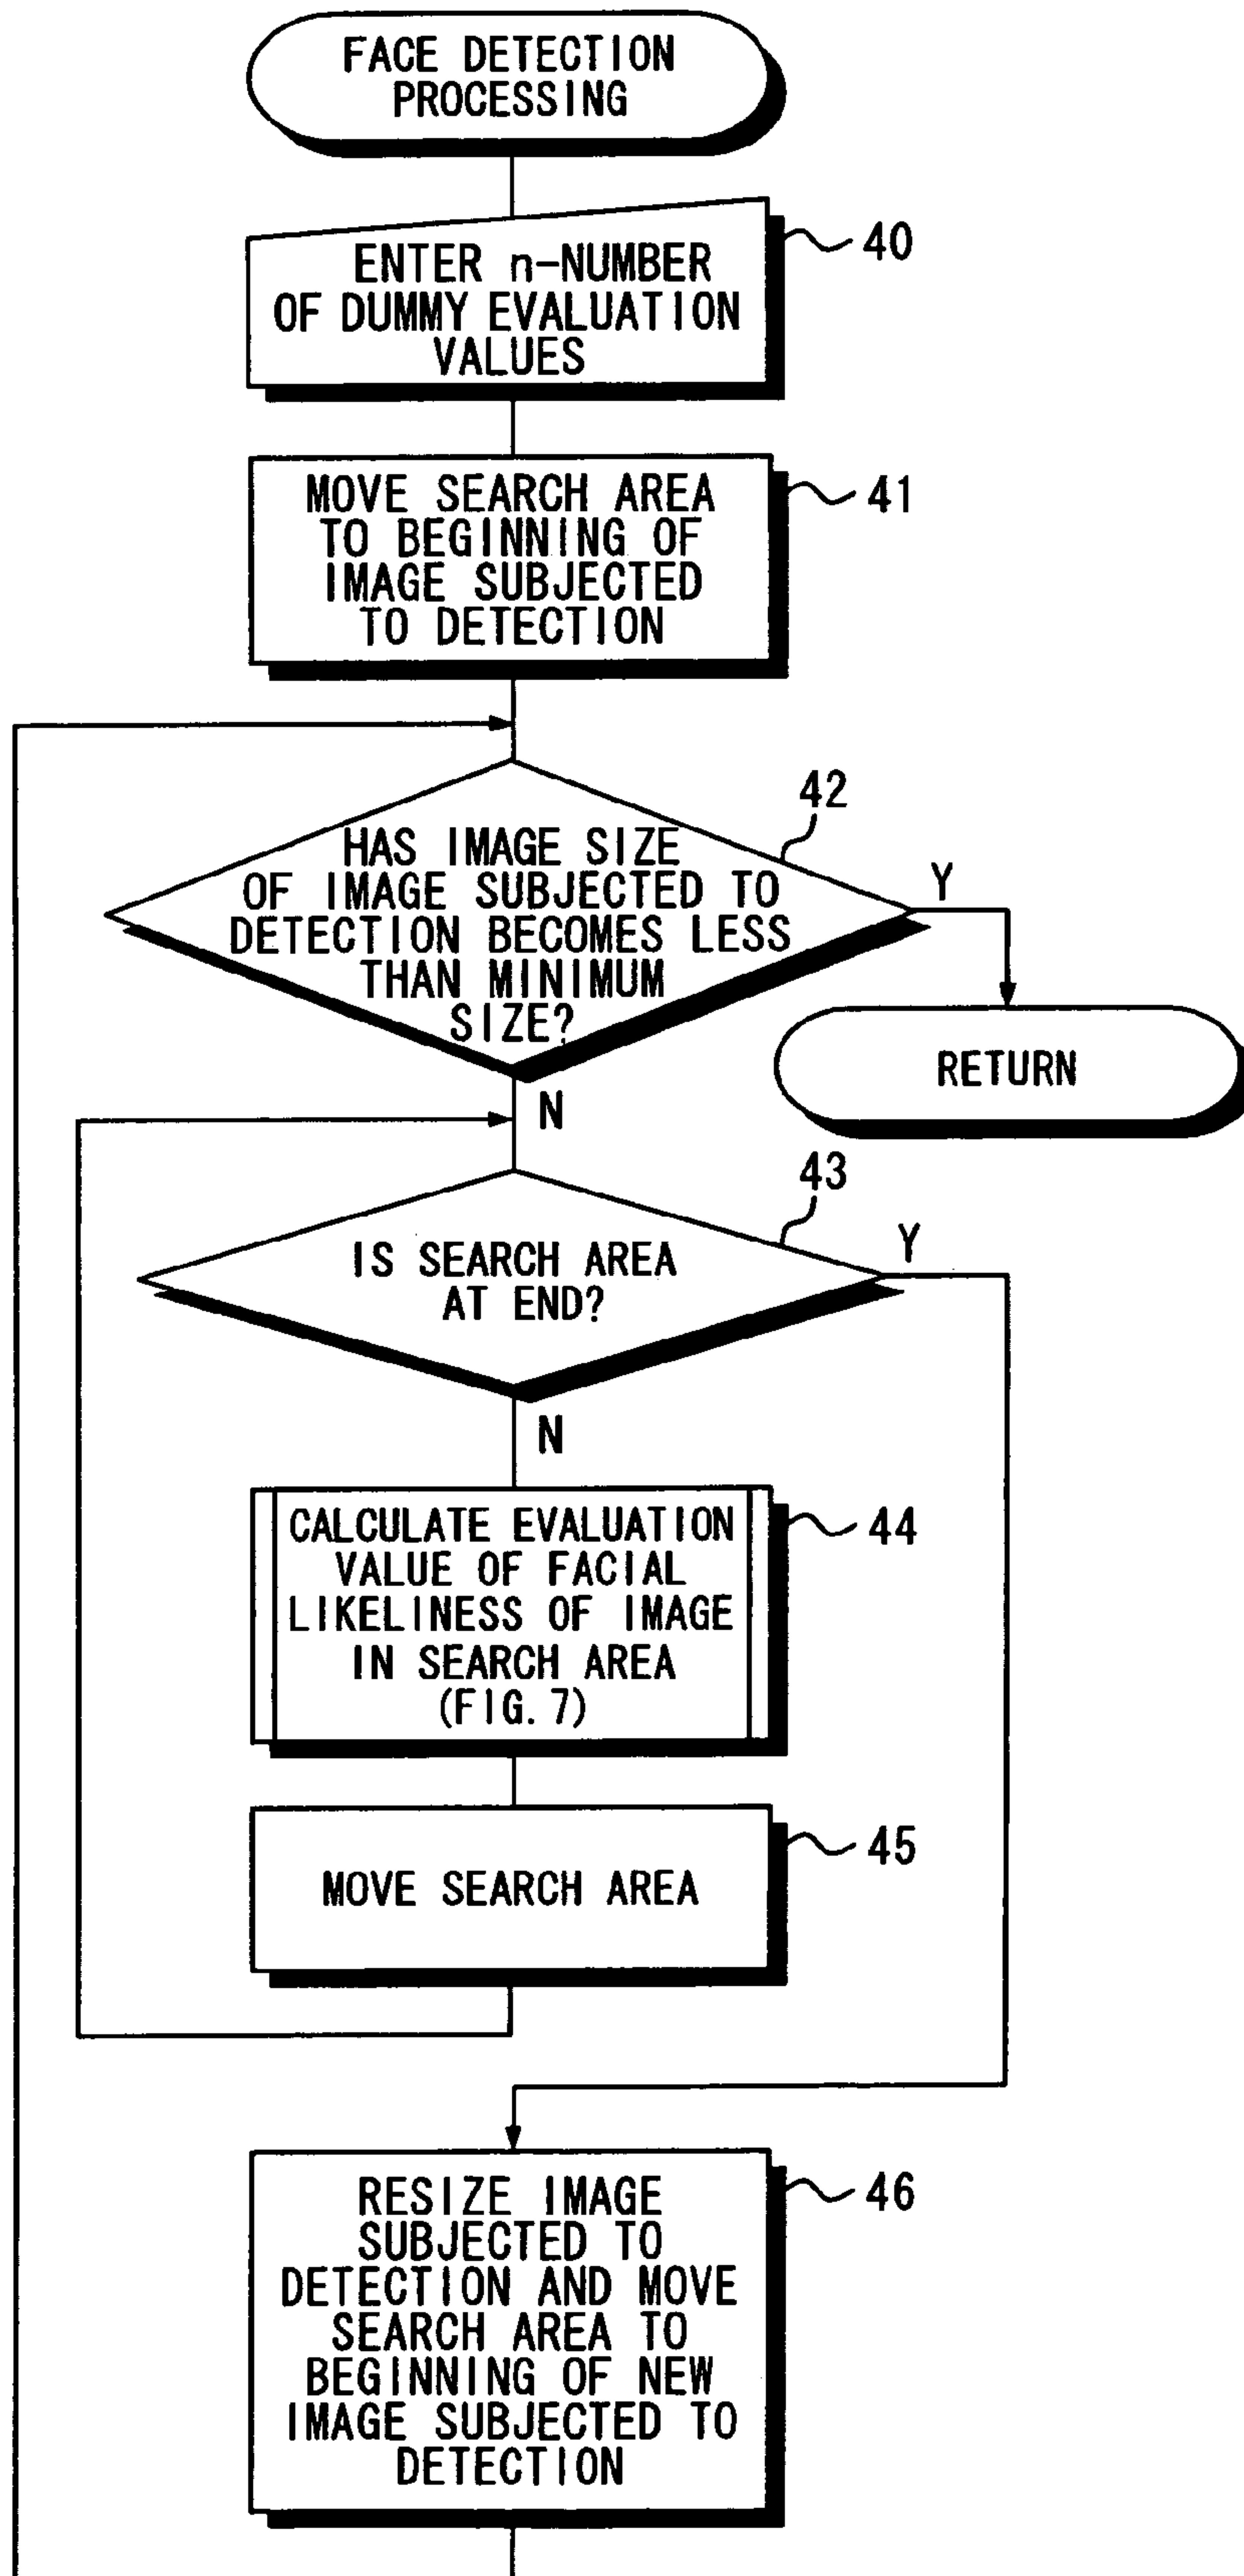 FACE DETECTION
PROCESSING
40
ENTER n-NUMBER
OF DUMMY EVALUATION
VALUES
41
MOVE SEARCH AREA
TO BEGINNING OF
IMAGE SUBJECTED
TO DETECTION
42
HAS IMAGE SIZE
OF IMAGE SUBJECTED TO
DETECTION BECOMES LESS
THAN MINIMUM
SIZE?
Y
RETURN
N
43
IS SEARCH AREA
AT END?
Y
N
44
CALCULATE EVALUATION
VALUE OF FACIAL
LIKELINESS OF IMAGE
IN SEARCH AREA
(FIG. 7)
45
MOVE SEARCH AREA
46
RESIZE IMAGE
SUBJECTED TO
DETECTION AND MOVE
SEARCH AREA TO
BEGINNING OF NEW
IMAGE SUBJECTED TO
DETECTION